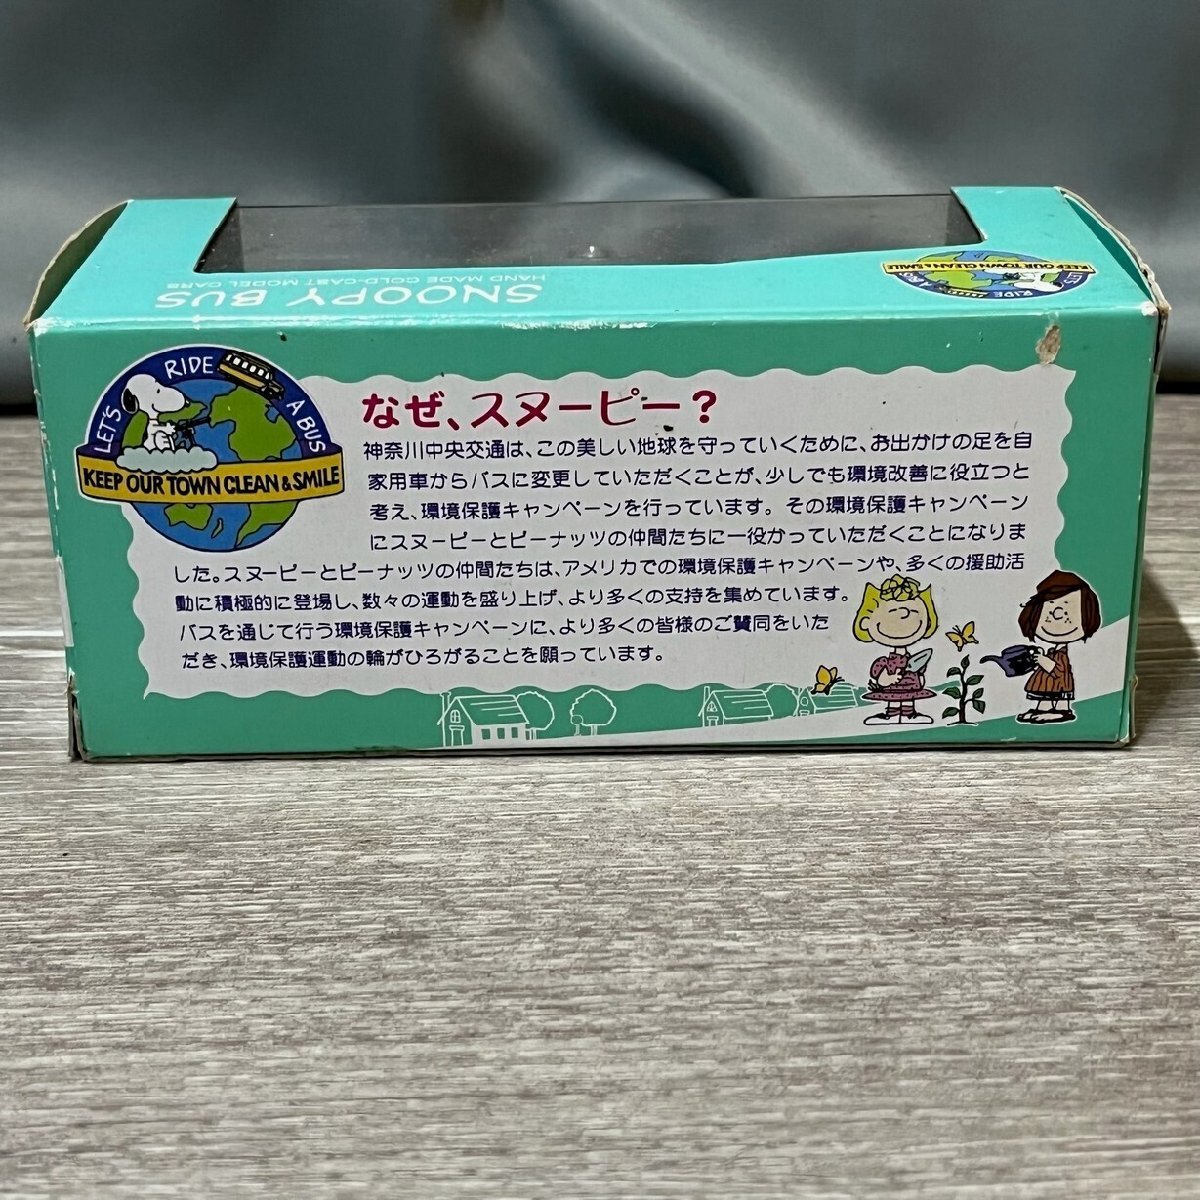 SNOOPY BUS
HAND MADE COLD-CAST MODEL CARS
LET'S RIDE A BUS
KEEP OUR TOWN CLEAN & SMILE
LET'S RIDE A BUS
KEEP OUR TOWN CLEAN & SMILE
なぜ、スヌーピー？
神奈川中央交通は、この美しい地球を守っていくために、お出かけの足を自
家用車からバスに変更していただくことが、少しでも環境改善に役立つと
考え、環境保護キャンペーンを行っています。その環境保護キャンペーン
にスヌーピーとピーナッツの仲間たちに一役かっていただくことになりま
した。スヌーピーとピーナッツの仲間たちは、アメリカでの環境保護キャンペーンや、多くの援助活
動に積極的に登場し、数々の運動を盛り上げ、より多くの支持を集めています。
バスを通じて行う環境保護キャンペーンに、より多くの皆様のご賛同をいた
だき、環境保護運動の輪がひろがることを願っています。